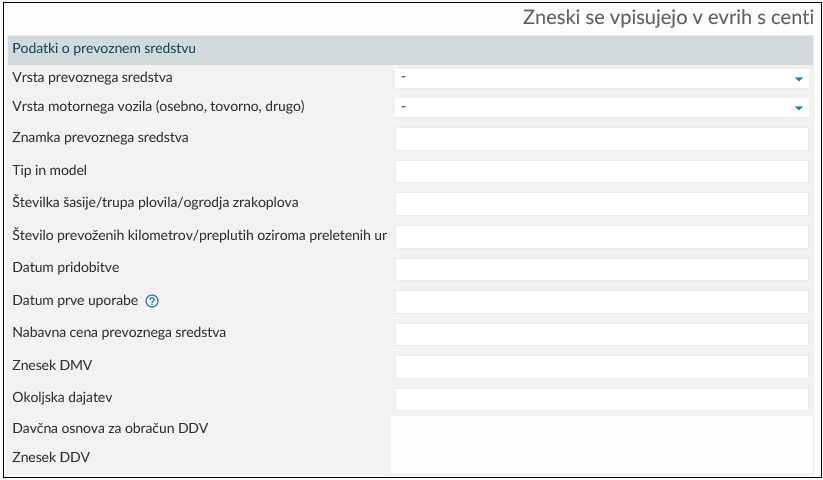 Zneski se vpisujejo v evrih s centi
Podatki o prevoznem sredstvu
Vrsta prevoznega sredstva -
Vrsta motornega vozila (osebno, tovorno, drugo) -
Znamka prevoznega sredstva
Tip in model
Številka šasije/trupa plovila/ogrodja zrakoplova
Število prevoženih kilometrov/preplutih oziroma preletenih ur
Datum pridobitve
Datum prve uporabe ?
Nabavna cena prevoznega sredstva
Znesek DMV
Okoljska dajatev
Davčna osnova za obračun DDV
Znesek DDV